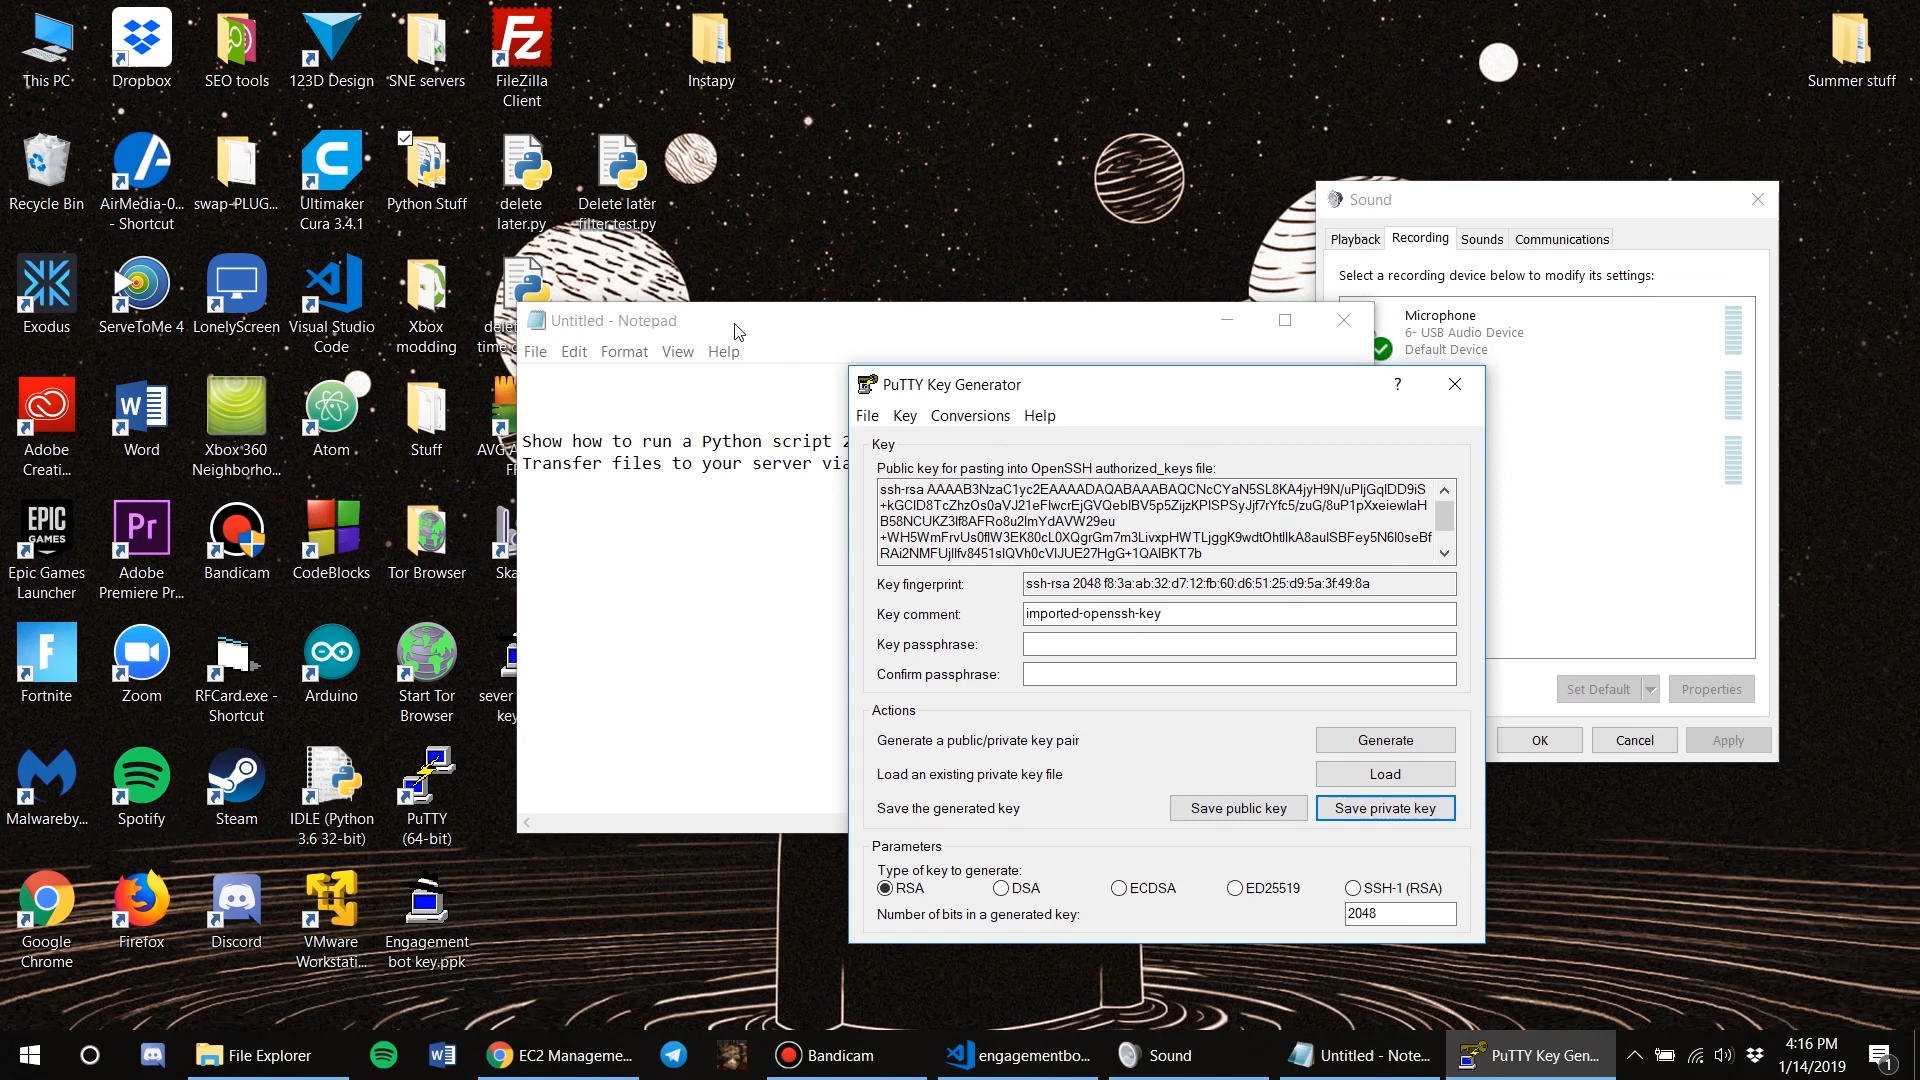 This PC
Dropbox
SEO tools
123D Design
SNE servers
FileZilla
Client
Instapy
Summer stuff
Recycle Bin
AirMedia-0...
- Shortcut
swap-PLUG...
Ultimaker
Cura 3.4.1
Python Stuff
delete
later.py
Delete later
filter test.py
Exodus
ServeToMe 4
LonelyScreen
Visual Studio
Code
Xbox
modding
Adobe
Creati...
Word
Xbox 360
Neighborho...
Atom
Stuff
EPIC
GAMES
Epic Games
Launcher
Pr
Adobe
Premiere Pr...
Bandicam
CodeBlocks
Tor Browser
Fortnite
Zoom
RFCard.exe -
Shortcut
Arduino
Start Tor
Browser
sever
key
Malwareby...
Spotify
Steam
IDLE (Python
3.6 32-bit)
PuTTY
(64-bit)
Google
Chrome
Firefox
Discord
VMware
Workstati...
Engagement
bot key.ppk
Untitled - Notepad
File Edit Format View Help
Show how to run a Python script 2
Transfer files to your server via
Sound
Playback Recording Sounds Communications
Select a recording device below to modify its settings:
Microphone
6- USB Audio Device
Default Device
Set Default Properties
OK Cancel Apply
PuTTY Key Generator
File Key Conversions Help
Key
Public key for pasting into OpenSSH authorized_keys file:
Key fingerprint: ssh-rsa 2048 f8:3a:ab:32:d7:12:fb:60:d6:51:25:d9:5a:3f:49:8a
Key comment: imported-openssh-key
Key passphrase:
Confirm passphrase:
Actions
Generate a public/private key pair Generate
Load an existing private key file Load
Save the generated key Save public key Save private key
Parameters
Type of key to generate:
RSA DSA ECDSA ED25519 SSH-1 (RSA)
Number of bits in a generated key: 2048
File Explorer
EC2 Manageme...
Bandicam
engagementbo...
Sound
Untitled - Note...
PuTTY Key Gen...
4:16 PM
1/14/2019
1